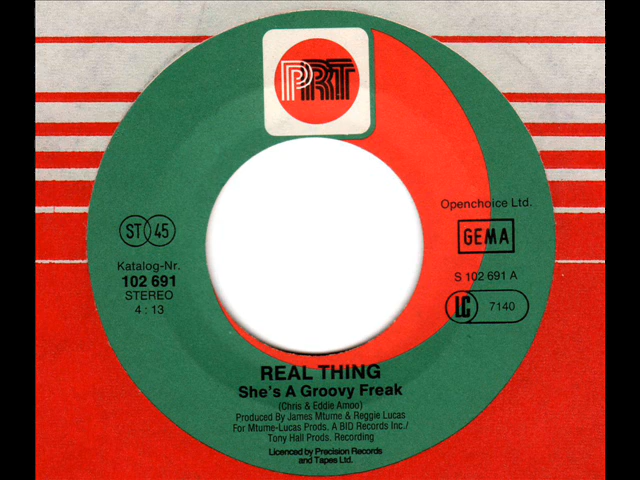 PRT
Openchoice Ltd.
ST 45
GEMA
Katalog-Nr.
102 691
STEREO
4 : 13
S 102 691 A
LC 7140
REAL THING
She's A Groovy Freak
(Chris & Eddie Amoo)
Produced By James Mtume & Reggie Lucas
For Mtume-Lucas Prods. A BID Records Inc./
Tony Hall Prods. Recording
Licenced by Precision Records
and Tapes Ltd.